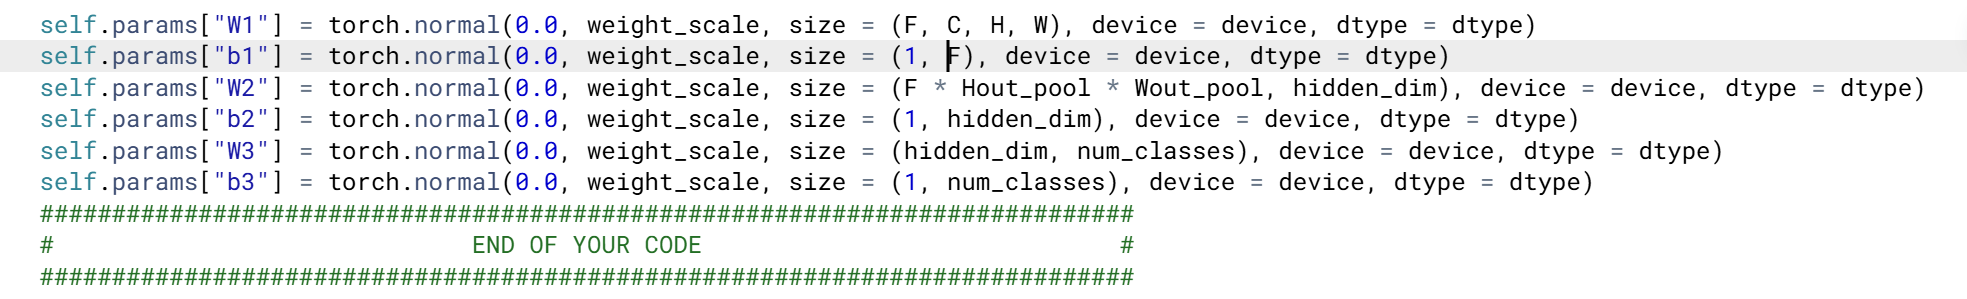 self.params["W1"] = torch.normal(0.0, weight_scale, size = (F, C, H, W), device = device, dtype = dtype)
self.params["b1"] = torch.normal(0.0, weight_scale, size = (1, F), device = device, dtype = dtype)
self.params["W2"] = torch.normal(0.0, weight_scale, size = (F * Hout_pool * Wout_pool, hidden_dim), device = device, dtype = dtype)
self.params["b2"] = torch.normal(0.0, weight_scale, size = (1, hidden_dim), device = device, dtype = dtype)
self.params["W3"] = torch.normal(0.0, weight_scale, size = (hidden_dim, num_classes), device = device, dtype = dtype)
self.params["b3"] = torch.normal(0.0, weight_scale, size = (1, num_classes), device = device, dtype = dtype)
############################################################################
#                             END OF YOUR CODE                             #
############################################################################